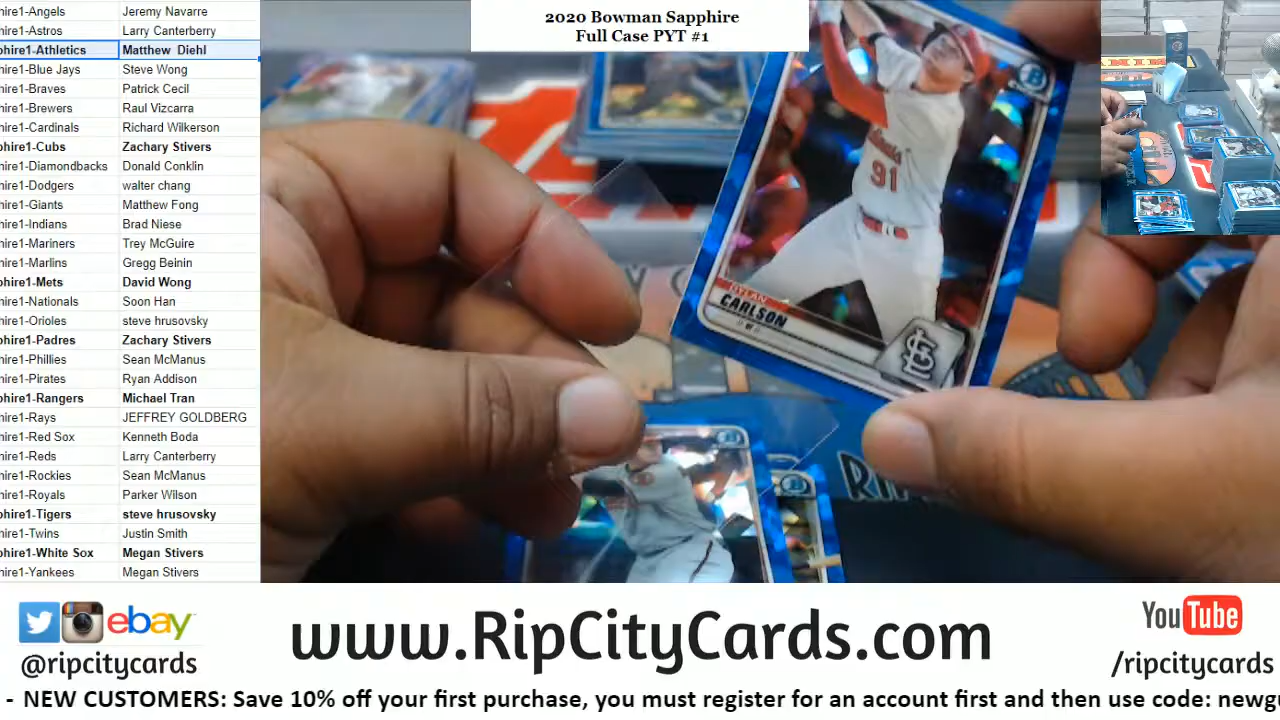 hire1-Angels Jeremy Navarre
hire1-Astros Larry Canterberry
phire1-Athletics Matthew Diehl
hire1-Blue Jays Steve Wong
hire1-Braves Patrick Cecil
hire1-Brewers Raul Vizcarra
hire1-Cardinals Richard Wilkerson
phire1-Cubs Zachary Stivers
hire1-Diamondbacks Donald Conklin
hire1-Dodgers walter chang
hire1-Giants Matthew Fong
hire1-Indians Brad Niese
hire1-Mariners Trey McGuire
hire1-Marlins Gregg Beinin
phire1-Mets David Wong
hire1-Nationals Soon Han
hire1-Orioles steve hrusovsky
phire1-Padres Zachary Stivers
hire1-Phillies Sean McManus
hire1-Pirates Ryan Addison
phire1-Rangers Michael Tran
hire1-Rays JEFFREY GOLDBERG
hire1-Red Sox Kenneth Boda
hire1-Reds Larry Canterberry
hire1-Rockies Sean McManus
hire1-Royals Parker Wilson
phire1-Tigers steve hrusovsky
hire1-Twins Justin Smith
phire1-White Sox Megan Stivers
hire1-Yankees Megan Stivers
2020 Bowman Sapphire
Full Case PYT #1
91
DYLAN
CARLSON
OF
ebay
@ripcitycards
www.RipCityCards.com
YouTube
/ripcitycards
- NEW CUSTOMERS: Save 10% off your first purchase, you must register for an account first and then use code: newg